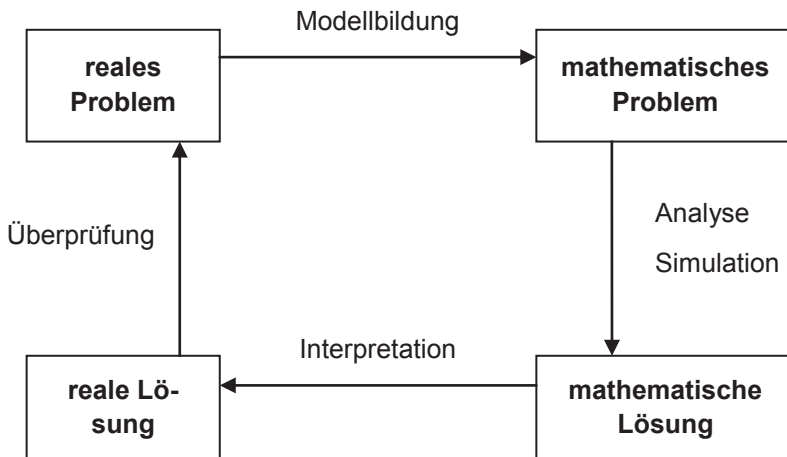 Modellbildung
reales
Problem
mathematisches
Problem
Überprüfung
Analyse
Simulation
Interpretation
reale Lö-
sung
mathematische
Lösung